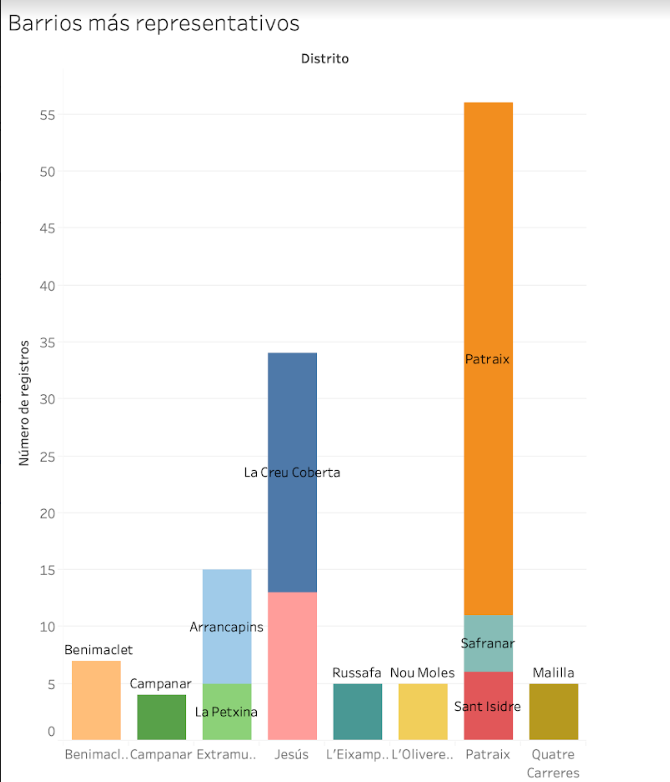 Barrios más representativos
Distrito
Número de registros
55
50
45
40
35
30
25
20
15
10
5
0
Patraix
La Creu Coberta
Arrancapins
Safranar
Benimaclet
Russafa
Nou Moles
Malilla
Campanar
Sant Isidre
La Petxina
Benimacl..
Campanar
Extramu..
Jesús
L'Eixamp..
L'Olivere..
Patraix
Quatre
Carreres